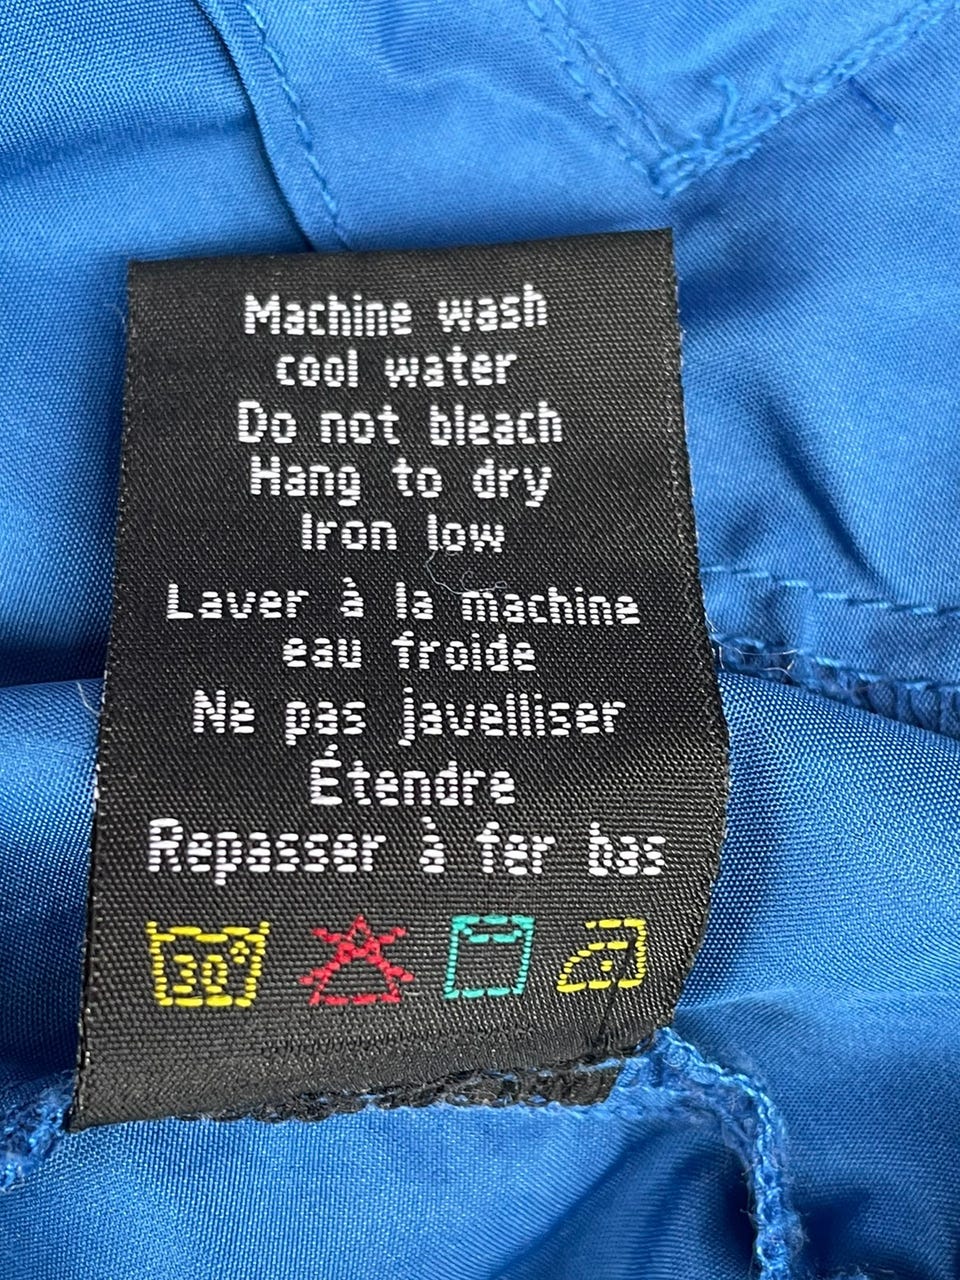 Machine wash
cool water
Do not bleach
Hang to dry
Iron low
Laver à la machine
eau froide
Ne pas javelliser
Étendre
Repasser à fer bas
30°